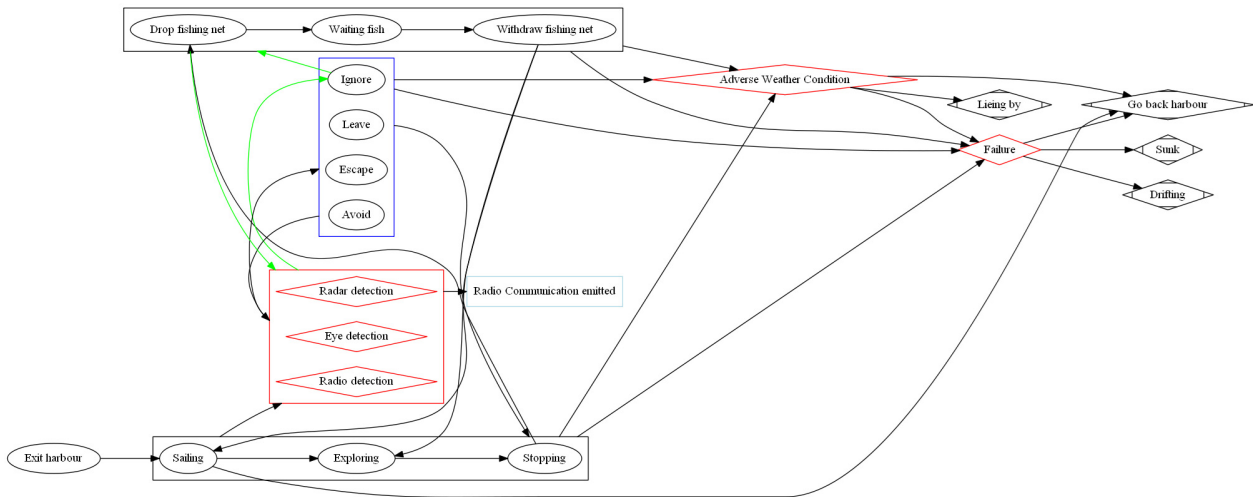 Drop fishing net
Waiting fish
Withdraw fishing net
Ignore
Adverse Weather Condition
Lieing by
Go back harbour
Leave
Failure
Sunk
Escape
Drifting
Avoid
Radar detection
Radio Communication emitted
Eye detection
Radio detection
Exit harbour
Sailing
Exploring
Stopping